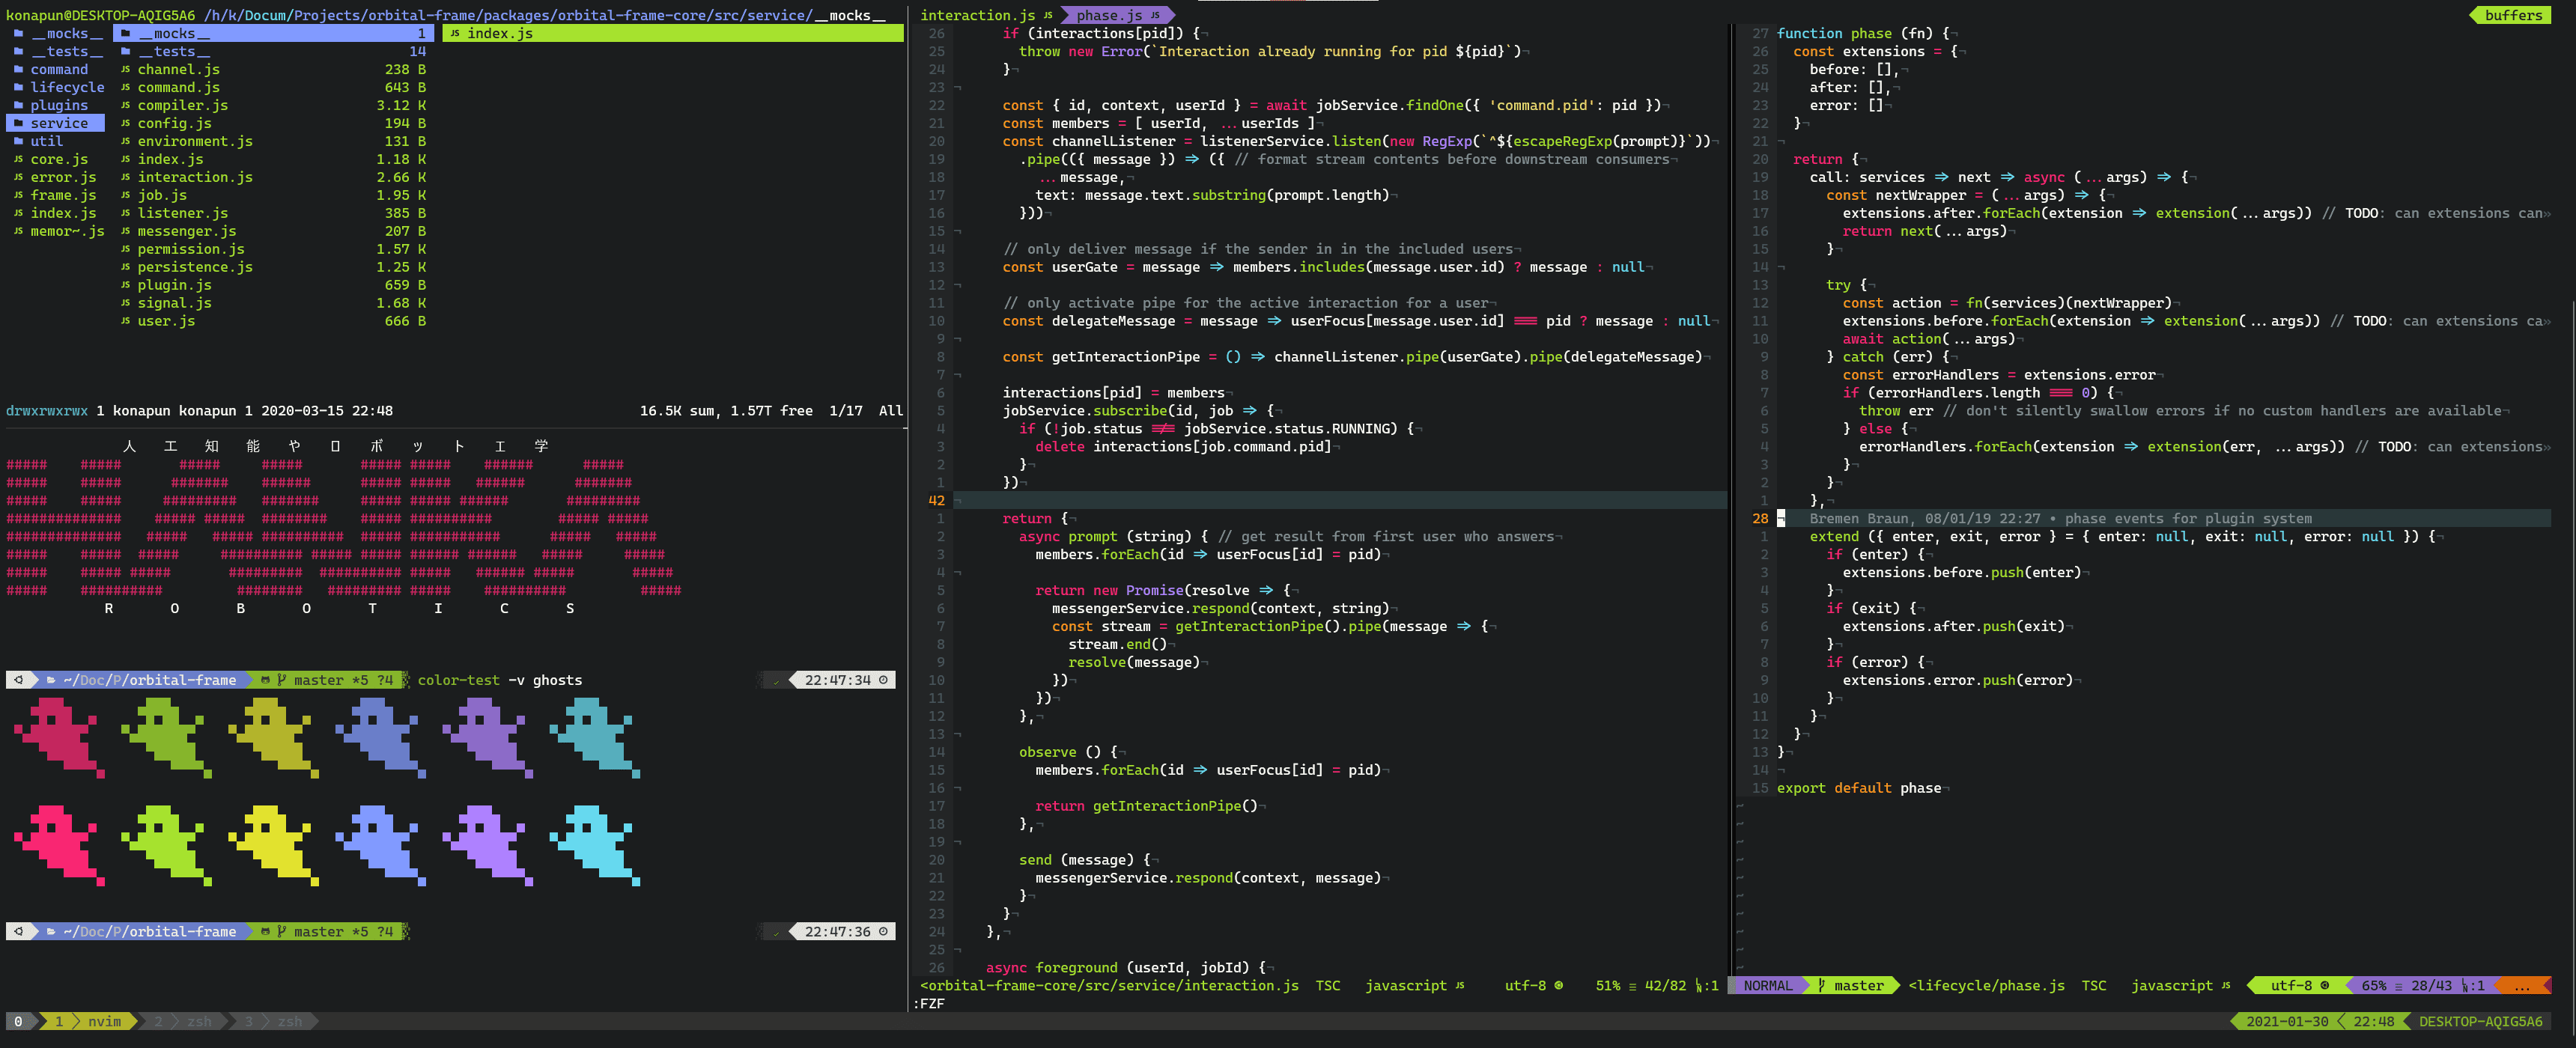 konapun@DESKTOP-AQIG5A6 /h/k/Docum/Projects/orbital-frame/packages/orbital-frame-core/src/service/__mocks__
__mocks__ __mocks__ 1 JS index.js
__tests__ __tests__ 14
command JS channel.js 238 B
lifecycle JS command.js 643 B
plugins JS compiler.js 3.12 K
service JS config.js 194 B
util JS environment.js 131 B
JS core.js JS index.js 1.18 K
JS error.js JS interaction.js 2.66 K
JS frame.js JS job.js 1.95 K
JS index.js JS listener.js 385 B
JS memor~.js JS messenger.js 207 B
JS permission.js 1.57 K
JS persistence.js 1.25 K
JS plugin.js 659 B
JS signal.js 1.68 K
JS user.js 666 B
drwxrwxrwx 1 konapun konapun 1 2020-03-15 22:48 16.5K sum, 1.57T free 1/17 All
人 工 知 能 や ロ ボ ッ ト 工 学
##### ##### ##### ##### ##### ##### ###### #####
##### ##### ####### ###### ##### ##### ###### #######
##### ##### ######### ####### ##### ##### ###### #########
############## ##### ##### ######## ##### ########## ##### #####
############## ##### ##### ########## ##### ########### ##### #####
##### ##### ##### ########## ##### ##### ###### ###### ##### #####
##### ##### ##### ######### ########## ##### ###### ##### #####
##### ########## ######## ######### ##### ########## #####
R O B O T I C S
~/Doc/P/orbital-frame master *5 ?4 color-test -v ghosts ✓ 22:47:34
~/Doc/P/orbital-frame master *5 ?4 ✓ 22:47:36
interaction.js JS phase.js JS buffers
26 if (interactions[pid]) {
25 throw new Error(`Interaction already running for pid ${pid}`)
24 }
23
22 const { id, context, userId } = await jobService.findOne({ 'command.pid': pid })
21 const members = [ userId, ...userIds ]
20 const channelListener = listenerService.listen(new RegExp(`^${escapeRegExp(prompt)}`))
19 .pipe(({ message }) => ({ // format stream contents before downstream consumers
18 ...message,
17 text: message.text.substring(prompt.length)
16 }))
15
14 // only deliver message if the sender in in the included users
13 const userGate = message => members.includes(message.user.id) ? message : null
12
11 // only activate pipe for the active interaction for a user
10 const delegateMessage = message => userFocus[message.user.id] === pid ? message : null
9
8 const getInteractionPipe = () => channelListener.pipe(userGate).pipe(delegateMessage)
7
6 interactions[pid] = members
5 jobService.subscribe(id, job => {
4 if (!job.status !== jobService.status.RUNNING) {
3 delete interactions[job.command.pid]
2 }
1 })
42
1 return {
2 async prompt (string) { // get result from first user who answers
3 members.forEach(id => userFocus[id] = pid)
4
5 return new Promise(resolve => {
6 messengerService.respond(context, string)
7 const stream = getInteractionPipe().pipe(message => {
8 stream.end()
9 resolve(message)
10 })
11 })
12 },
13
14 observe () {
15 members.forEach(id => userFocus[id] = pid)
16
17 return getInteractionPipe()
18 },
19
20 send (message) {
21 messengerService.respond(context, message)
22 }
23 }
24 },
25
26 async foreground (userId, jobId) {
<orbital-frame-core/src/service/interaction.js TSC javascript JS utf-8 51% ≡ 42/82 :1
:FZF
27 function phase (fn) {
26 const extensions = {
25 before: [],
24 after: [],
23 error: []
22 }
21
20 return {
19 call: services => next => async (...args) => {
18 const nextWrapper = (...args) => {
17 extensions.after.forEach(extension => extension(...args)) // TODO: can extensions can»
16 return next(...args)
15 }
14
13 try {
12 const action = fn(services)(nextWrapper)
11 extensions.before.forEach(extension => extension(...args)) // TODO: can extensions ca»
10 await action(...args)
9 } catch (err) {
8 const errorHandlers = extensions.error
7 if (errorHandlers.length === 0) {
6 throw err // don't silently swallow errors if no custom handlers are available
5 } else {
4 errorHandlers.forEach(extension => extension(err, ...args)) // TODO: can extensions»
3 }
2 }
1 },
28 Bremen Braun, 08/01/19 22:27 • phase events for plugin system
1 extend ({ enter, exit, error } = { enter: null, exit: null, error: null }) {
2 if (enter) {
3 extensions.before.push(enter)
4 }
5 if (exit) {
6 extensions.after.push(exit)
7 }
8 if (error) {
9 extensions.error.push(error)
10 }
11 }
12 }
13 }
14
15 export default phase
NORMAL master <lifecycle/phase.js TSC javascript JS utf-8 65% ≡ 28/43 :1 ...
0 1 nvim 2 zsh 3 zsh 2021-01-30 22:48 DESKTOP-AQIG5A6